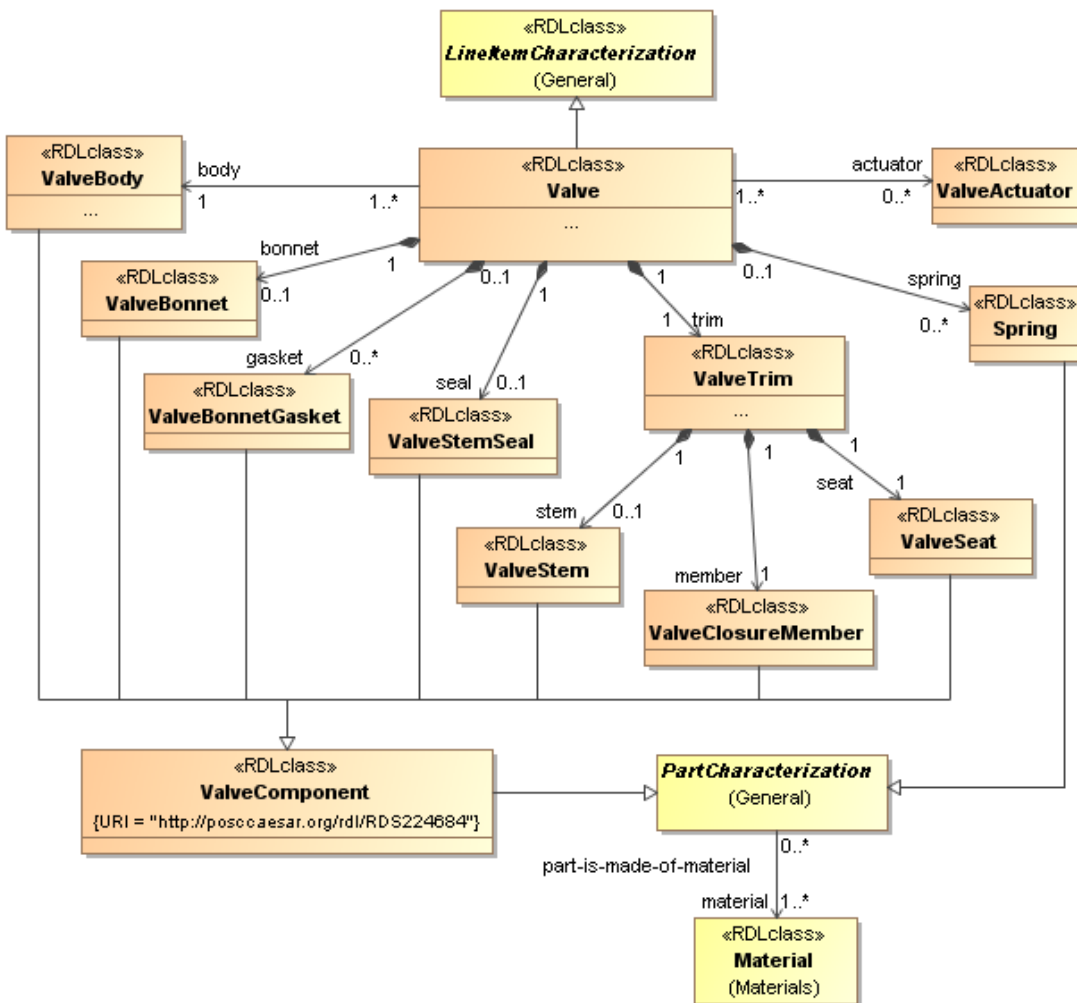 «RDLclass»
LineItemCharacterization
(General)
«RDLclass»
ValveBody
...
body
1
1..*
«RDLclass»
Valve
...
actuator
1..*
0..*
«RDLclass»
ValveActuator
bonnet
1
0..1
«RDLclass»
ValveBonnet
0..1
gasket
0..*
«RDLclass»
ValveBonnetGasket
1
seal
0..1
«RDLclass»
ValveStemSeal
1
1
trim
«RDLclass»
ValveTrim
...
0..1
spring
0..*
«RDLclass»
Spring
1
stem
0..1
«RDLclass»
ValveStem
1
member
1
«RDLclass»
ValveClosureMember
1
seat
1
«RDLclass»
ValveSeat
«RDLclass»
ValveComponent
{URI = "http://posccaesar.org/rdl/RDS224684"}
PartCharacterization
(General)
0..*
part-is-made-of-material
material
1..*
«RDLclass»
Material
(Materials)